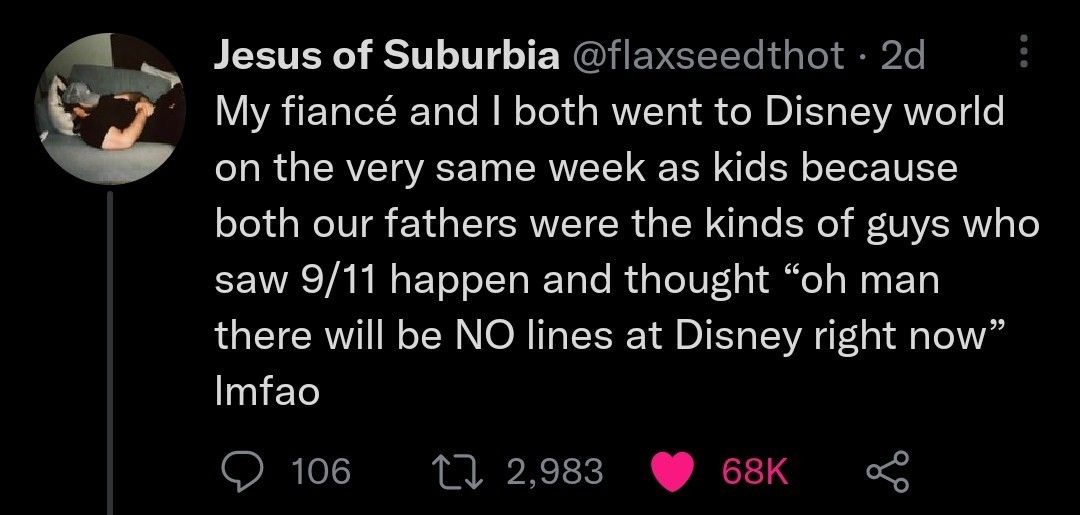 Jesus of Suburbia @flaxseedthot · 2d
My fiancé and I both went to Disney world
on the very same week as kids because
both our fathers were the kinds of guys who
saw 9/11 happen and thought “oh man
there will be NO lines at Disney right now”
lmfao
106 2,983 68K